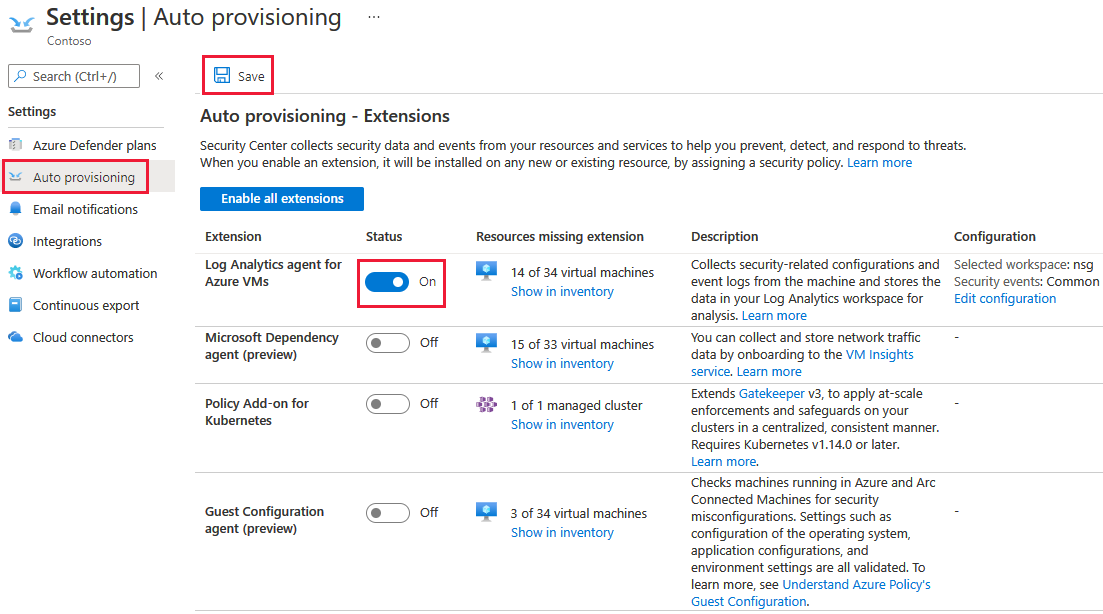 Settings | Auto provisioning ...
Contoso
Search (Ctrl+/)
«
Save
Settings
Azure Defender plans
Auto provisioning
Email notifications
Integrations
Workflow automation
Continuous export
Cloud connectors
Auto provisioning - Extensions
Security Center collects security data and events from your resources and services to help you prevent, detect, and respond to threats.
When you enable an extension, it will be installed on any new or existing resource, by assigning a security policy. Learn more
Enable all extensions
Extension
Status
Resources missing extension
Description
Configuration
Log Analytics agent for
Azure VMs
On
14 of 34 virtual machines
Show in inventory
Collects security-related configurations and
event logs from the machine and stores the
data in your Log Analytics workspace for
analysis. Learn more
Selected workspace: nsg
Security events: Common
Edit configuration
Microsoft Dependency
agent (preview)
Off
15 of 33 virtual machines
Show in inventory
You can collect and store network traffic
data by onboarding to the VM Insights
service. Learn more
-
Policy Add-on for
Kubernetes
Off
1 of 1 managed cluster
Show in inventory
Extends Gatekeeper v3, to apply at-scale
enforcements and safeguards on your
clusters in a centralized, consistent manner.
Requires Kubernetes v1.14.0 or later.
Learn more.
-
Guest Configuration
agent (preview)
Off
3 of 34 virtual machines
Show in inventory
Checks machines running in Azure and Arc
Connected Machines for security
misconfigurations. Settings such as
configuration of the operating system,
application configurations, and
environment settings are all validated. To
learn more, see Understand Azure Policy's
Guest Configuration.
-